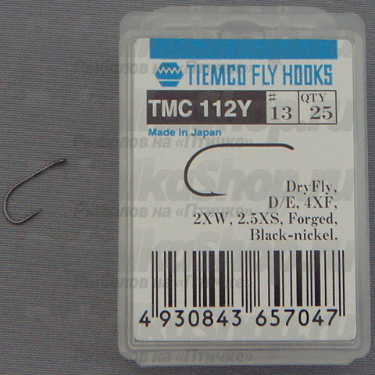 TIEMCO FLY HOOKS
TMC 112Y
#
13
QTY
25
Made in Japan
DryFly,
D/E, 4XF,
2XW, 2.5XS, Forged,
Black-nickel.
4 930843 657047